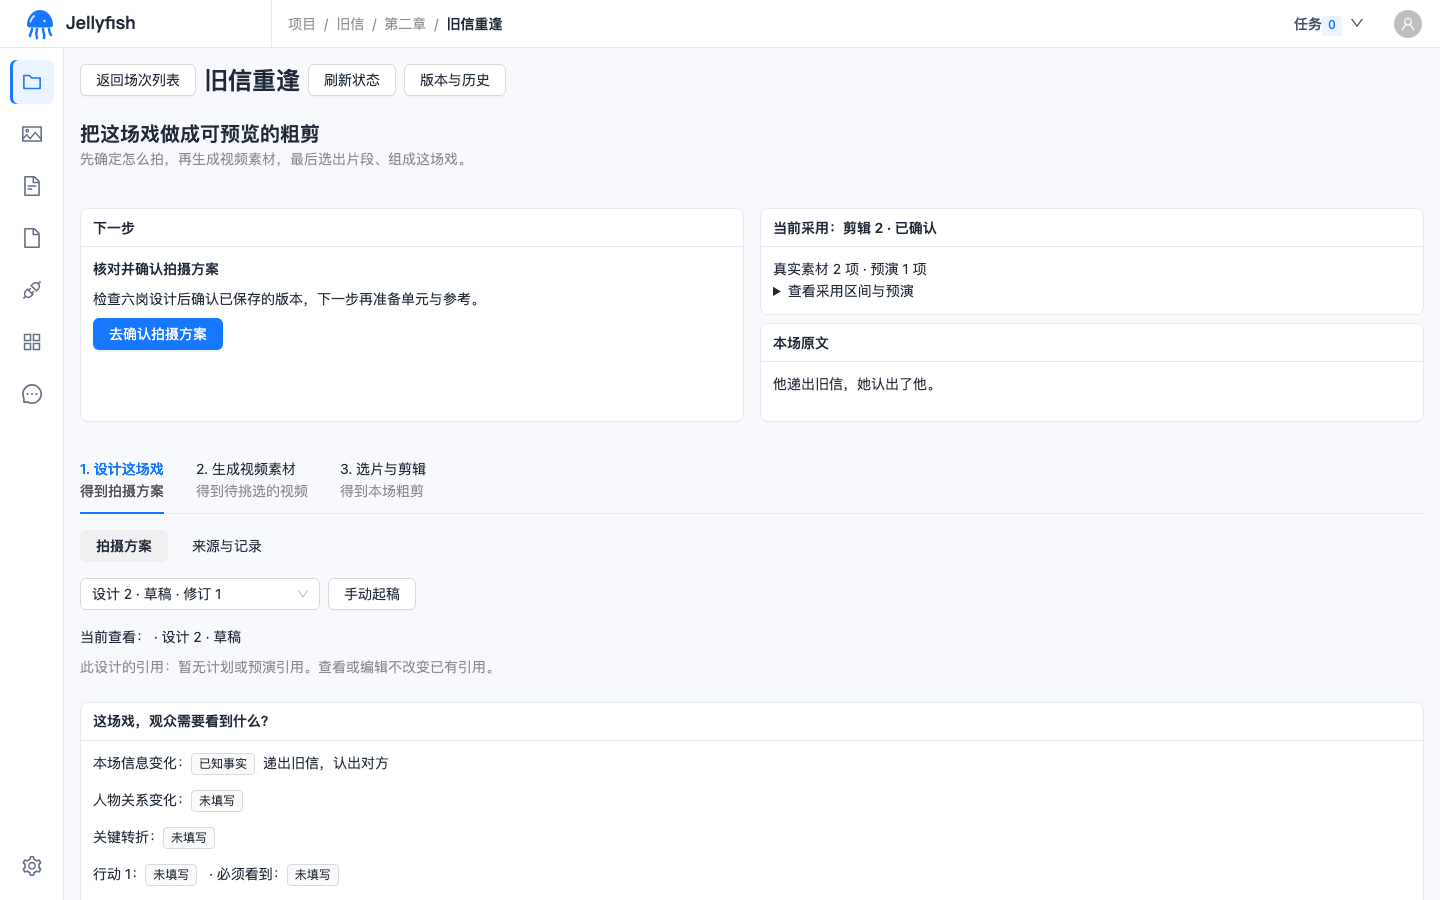 Jellyfish
项目 / 旧信 / 第二章 / 旧信重逢
任务 0
返回场次列表 旧信重逢 刷新状态 版本与历史
把这场戏做成可预览的粗剪
先确定怎么拍，再生成视频素材，最后选出片段、组成这场戏。
下一步
核对并确认拍摄方案
检查六岗设计后确认已保存的版本，下一步再准备单元与参考。
去确认拍摄方案
当前采用：剪辑 2 · 已确认
真实素材 2 项 · 预演 1 项
▶ 查看采用区间与预演
本场原文
他递出旧信，她认出了他。
1. 设计这场戏
得到拍摄方案
2. 生成视频素材
得到待挑选的视频
3. 选片与剪辑
得到本场粗剪
拍摄方案 来源与记录
设计 2 · 草稿 · 修订 1 手动起稿
当前查看： · 设计 2 · 草稿
此设计的引用：暂无计划或预演引用。查看或编辑不改变已有引用。
这场戏，观众需要看到什么？
本场信息变化： 已知事实 递出旧信，认出对方
人物关系变化： 未填写
关键转折： 未填写
行动 1： 未填写 · 必须看到： 未填写